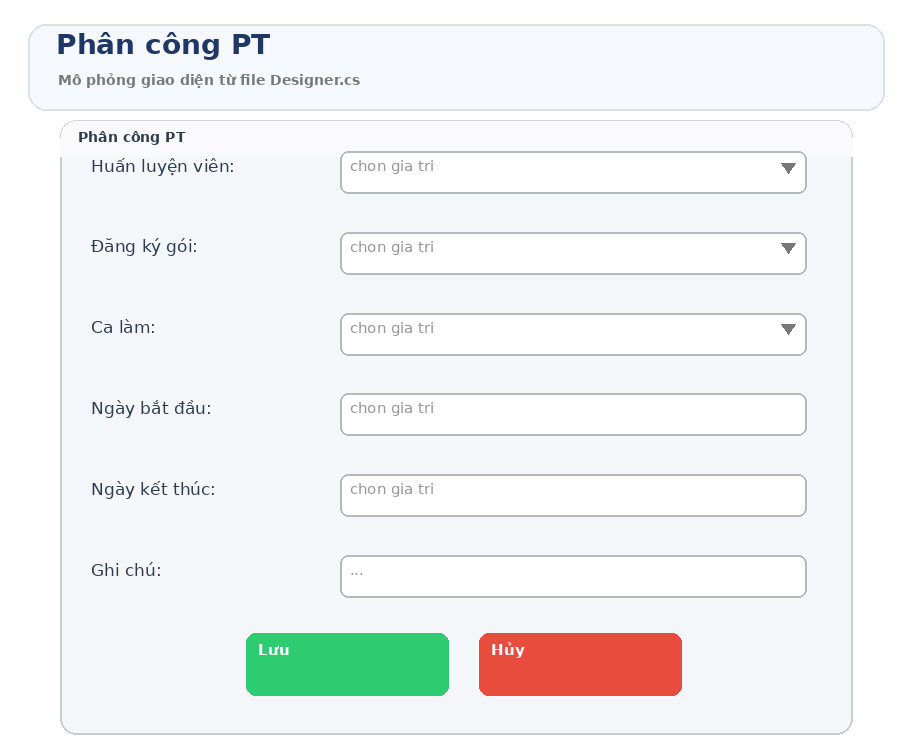 Phân công PT
Mô phỏng giao diện từ file Designer.cs
Phân công PT
Huấn luyện viên:
chon gia tri
Đăng ký gói:
chon gia tri
Ca làm:
chon gia tri
Ngày bắt đầu:
chon gia tri
Ngày kết thúc:
chon gia tri
Ghi chú:
...
Lưu
Hủy